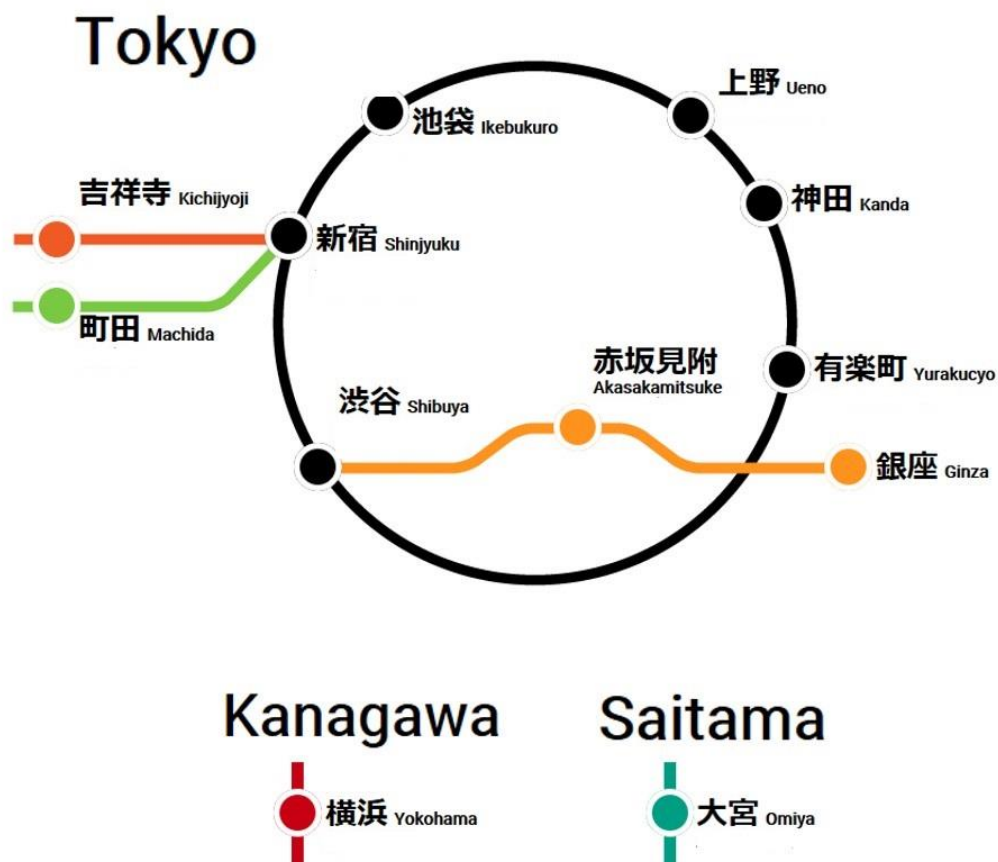 Tokyo
上野 Ueno
池袋 Ikebukuro
吉祥寺 Kichijyoji
神田 Kanda
新宿 Shinjyuku
町田 Machida
赤坂見附
Akasakamitsuke
有楽町 Yurakucyo
渋谷 Shibuya
銀座 Ginza
Kanagawa
横浜 Yokohama
Saitama
大宮 Omiya